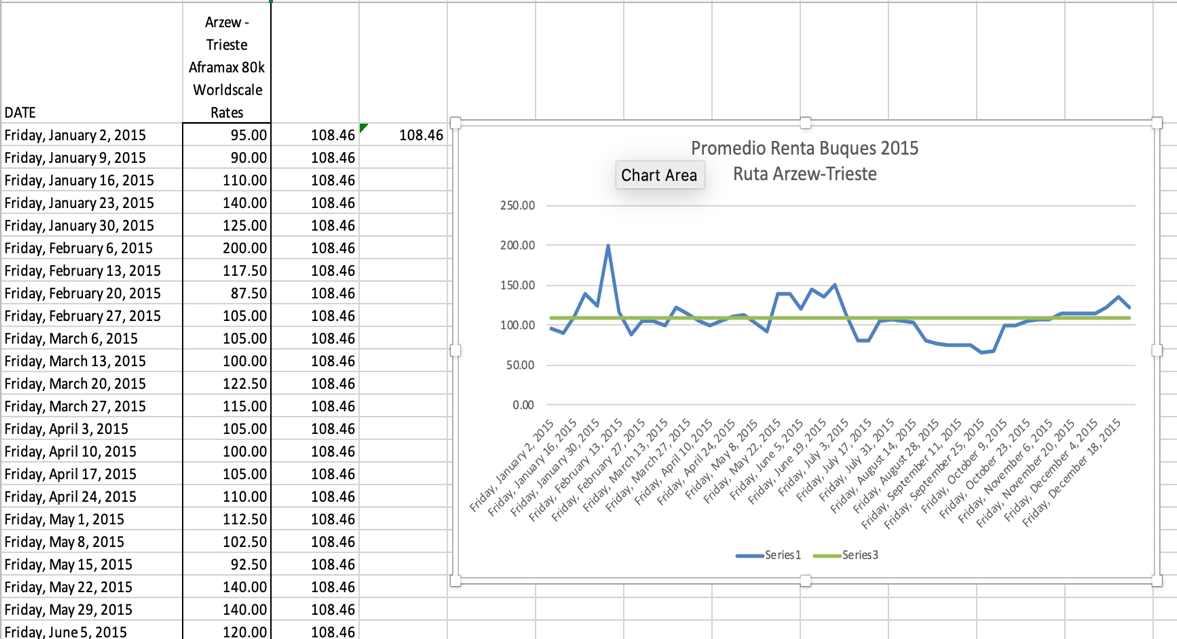 Arzew -
Trieste
Aframax 80k
Worldscale
DATE Rates
Friday, January 2, 2015 95.00 108.46 108.46
Friday, January 9, 2015 90.00 108.46
Friday, January 16, 2015 110.00 108.46
Friday, January 23, 2015 140.00 108.46
Friday, January 30, 2015 125.00 108.46
Friday, February 6, 2015 200.00 108.46
Friday, February 13, 2015 117.50 108.46
Friday, February 20, 2015 87.50 108.46
Friday, February 27, 2015 105.00 108.46
Friday, March 6, 2015 105.00 108.46
Friday, March 13, 2015 100.00 108.46
Friday, March 20, 2015 122.50 108.46
Friday, March 27, 2015 115.00 108.46
Friday, April 3, 2015 105.00 108.46
Friday, April 10, 2015 100.00 108.46
Friday, April 17, 2015 105.00 108.46
Friday, April 24, 2015 110.00 108.46
Friday, May 1, 2015 112.50 108.46
Friday, May 8, 2015 102.50 108.46
Friday, May 15, 2015 92.50 108.46
Friday, May 22, 2015 140.00 108.46
Friday, May 29, 2015 140.00 108.46
Friday, June 5, 2015 120.00 108.46
Promedio Renta Buques 2015
Chart Area
Ruta Arzew-Trieste
250.00
200.00
150.00
100.00
50.00
0.00
Friday, January 2, 2015
Friday, January 16, 2015
Friday, January 30, 2015
Friday, February 13, 2015
Friday, February 27, 2015
Friday, March 13, 2015
Friday, March 27, 2015
Friday, April 10, 2015
Friday, April 24, 2015
Friday, May 8, 2015
Friday, May 22, 2015
Friday, June 5, 2015
Friday, June 19, 2015
Friday, July 3, 2015
Friday, July 17, 2015
Friday, July 31, 2015
Friday, August 14, 2015
Friday, August 28, 2015
Friday, September 11, 2015
Friday, September 25, 2015
Friday, October 9, 2015
Friday, October 23, 2015
Friday, November 6, 2015
Friday, November 20, 2015
Friday, December 4, 2015
Friday, December 18, 2015
Series1 Series3